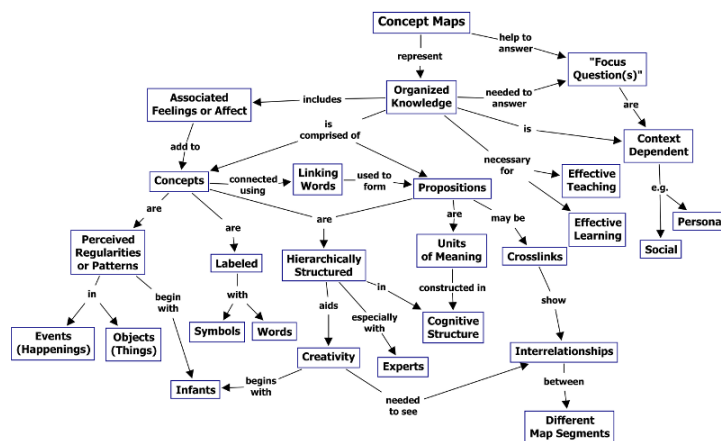 Concept Maps
help to
answer
represent
"Focus
Question(s)"
Organized
Knowledge
needed to
answer
Associated
Feelings or Affect
includes
are
is
comprised of
is
Context
Dependent
add to
necessary
for
Effective
Teaching
Concepts
connected
using
Linking
Words
used to
form
Propositions
e.g.
Personal
Effective
Learning
Social
are
are
are
are
may be
Perceived
Regularities
or Patterns
Labeled
Hierarchically
Structured
Units
of Meaning
Crosslinks
in
begin
with
with
aids
in
constructed in
show
especially
with
Events
(Happenings)
Objects
(Things)
Symbols
Words
Cognitive
Structure
Creativity
Experts
Interrelationships
Infants
begins
with
needed
to see
between
Different
Map Segments